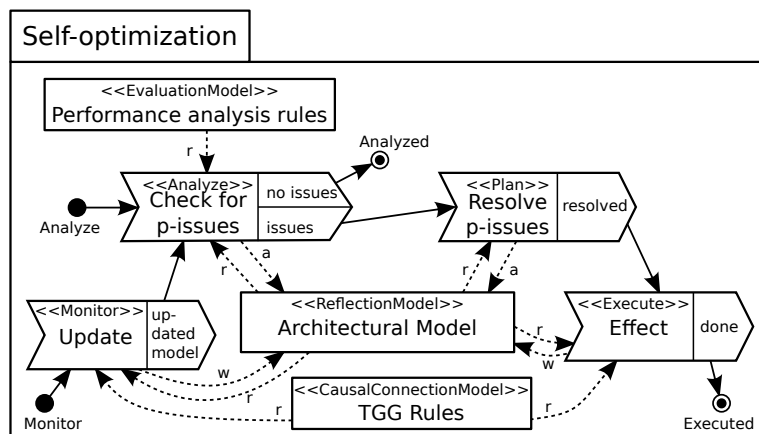 Self-optimization
<<EvaluationModel>>
Performance analysis rules
r
Analyzed
<<Analyze>>
Check for
p-issues
no issues
issues
<<Plan>>
Resolve
p-issues
resolved
Analyze
a
r
r
a
<<Monitor>>
Update
up-
dated
model
<<ReflectionModel>>
Architectural Model
<<Execute>>
Effect
done
r
w
w
r
<<CausalConnectionModel>>
TGG Rules
r
r
Monitor
Executed